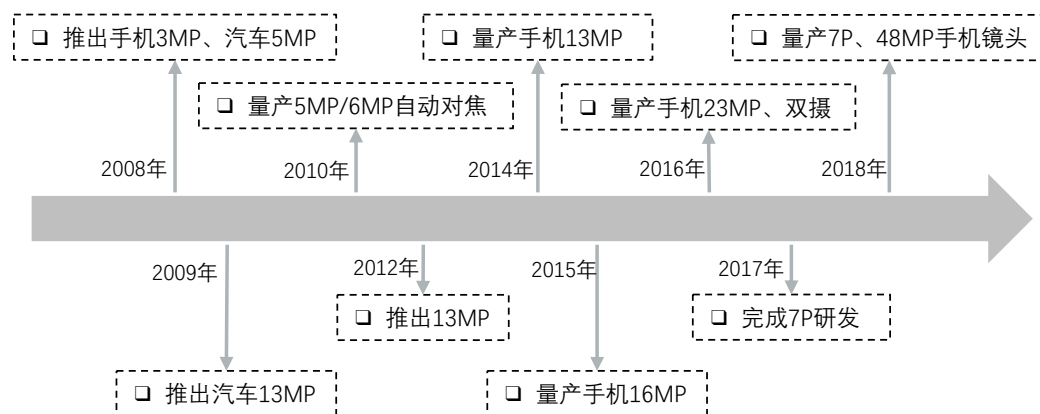 ❑ 推出手机3MP、汽车5MP
❑ 量产手机13MP
❑ 量产7P、48MP手机镜头
❑ 量产5MP/6MP自动对焦
❑ 量产手机23MP、双摄
2008年
2010年
2014年
2016年
2018年
2009年
2012年
2015年
2017年
❑ 推出13MP
❑ 完成7P研发
❑ 推出汽车13MP
❑ 量产手机16MP